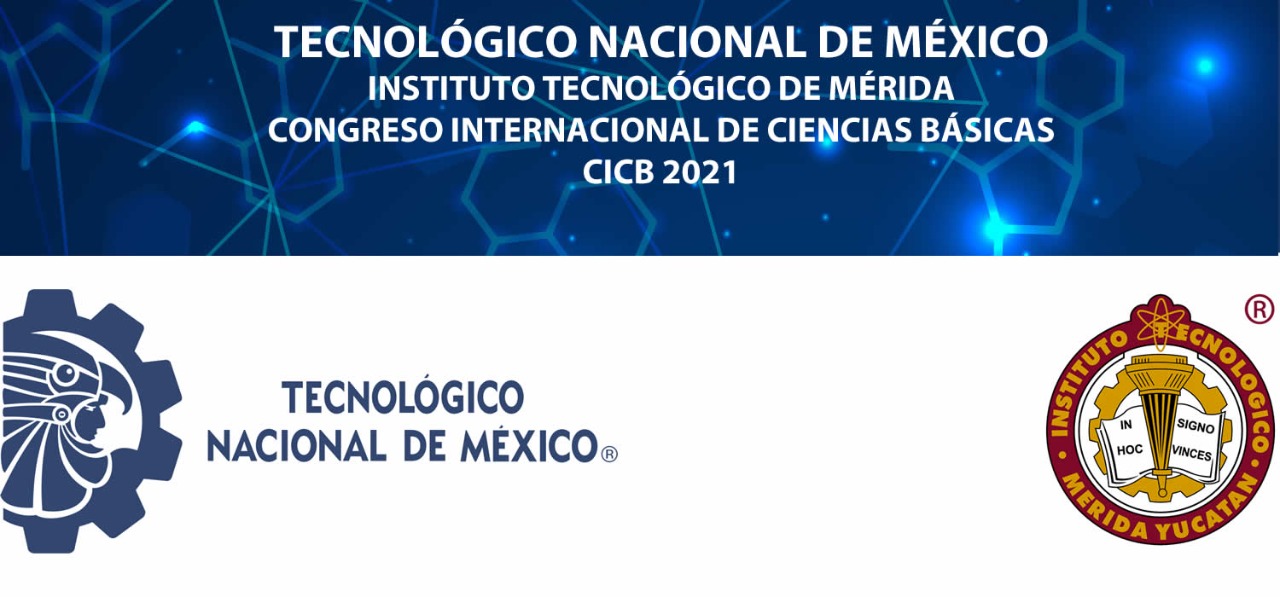 TECNOLÓGICO NACIONAL DE MÉXICO
INSTITUTO TECNOLÓGICO DE MÉRIDA
CONGRESO INTERNACIONAL DE CIENCIAS BÁSICAS
CICB 2021
TECNOLÓGICO
NACIONAL DE MÉXICO®
®
INSTITUTO TECNOLOGICO
• MERIDA YUCATAN •
IN
HOC
SIGNO
VINCES